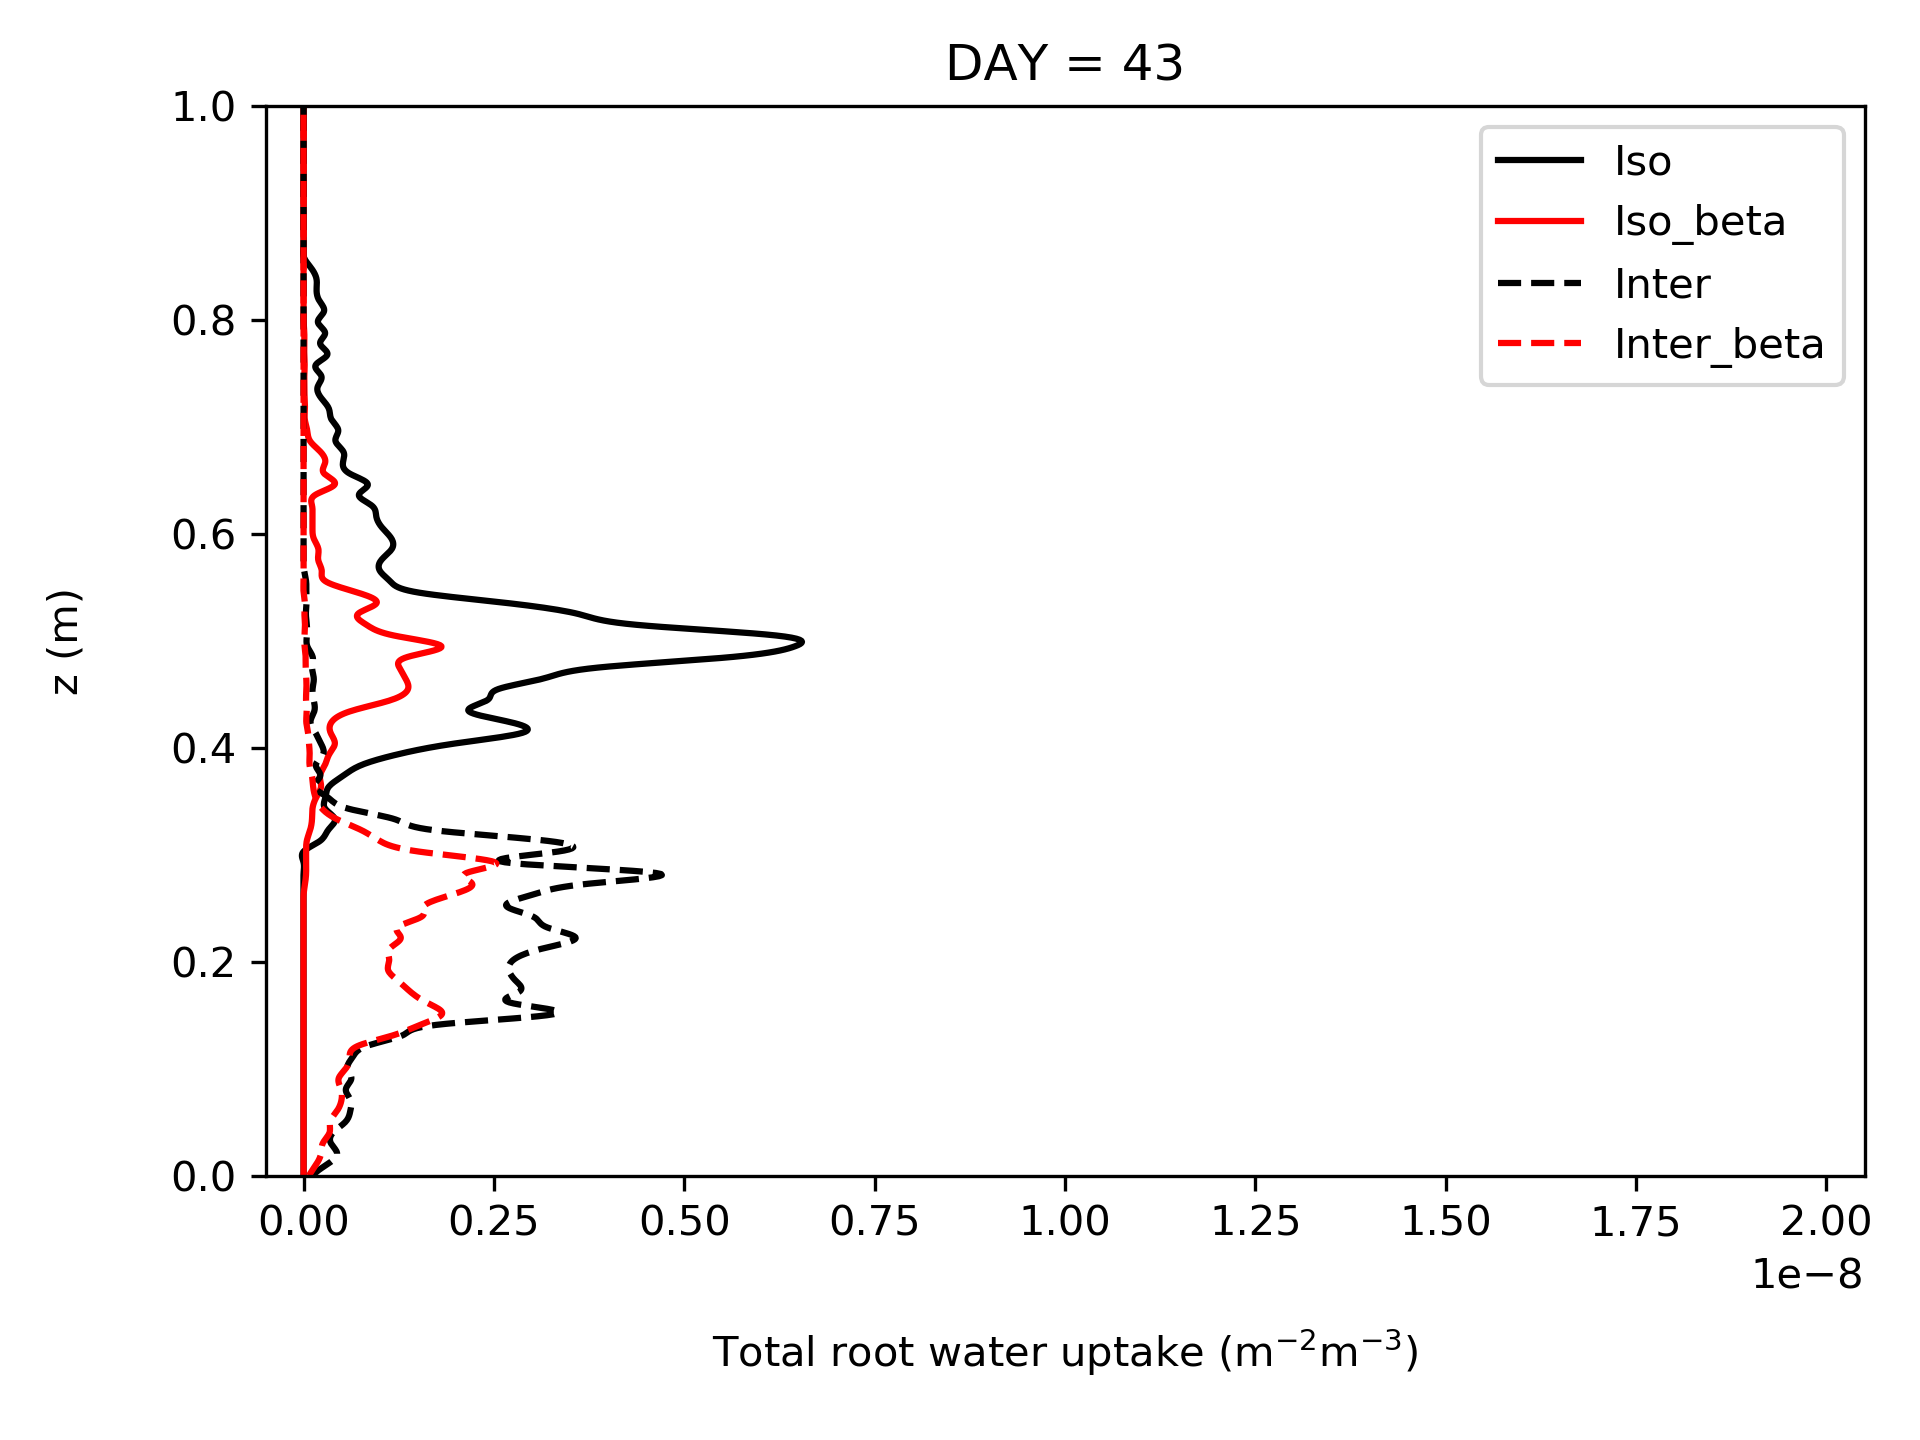 DAY = 43
1.0
0.8
0.6
0.4
0.2
0.0
z (m)
Iso
Iso_beta
Inter
Inter_beta
0.00 0.25 0.50 0.75 1.00 1.25 1.50 1.75 2.00
1e−8
Total root water uptake (m⁻²m⁻³)